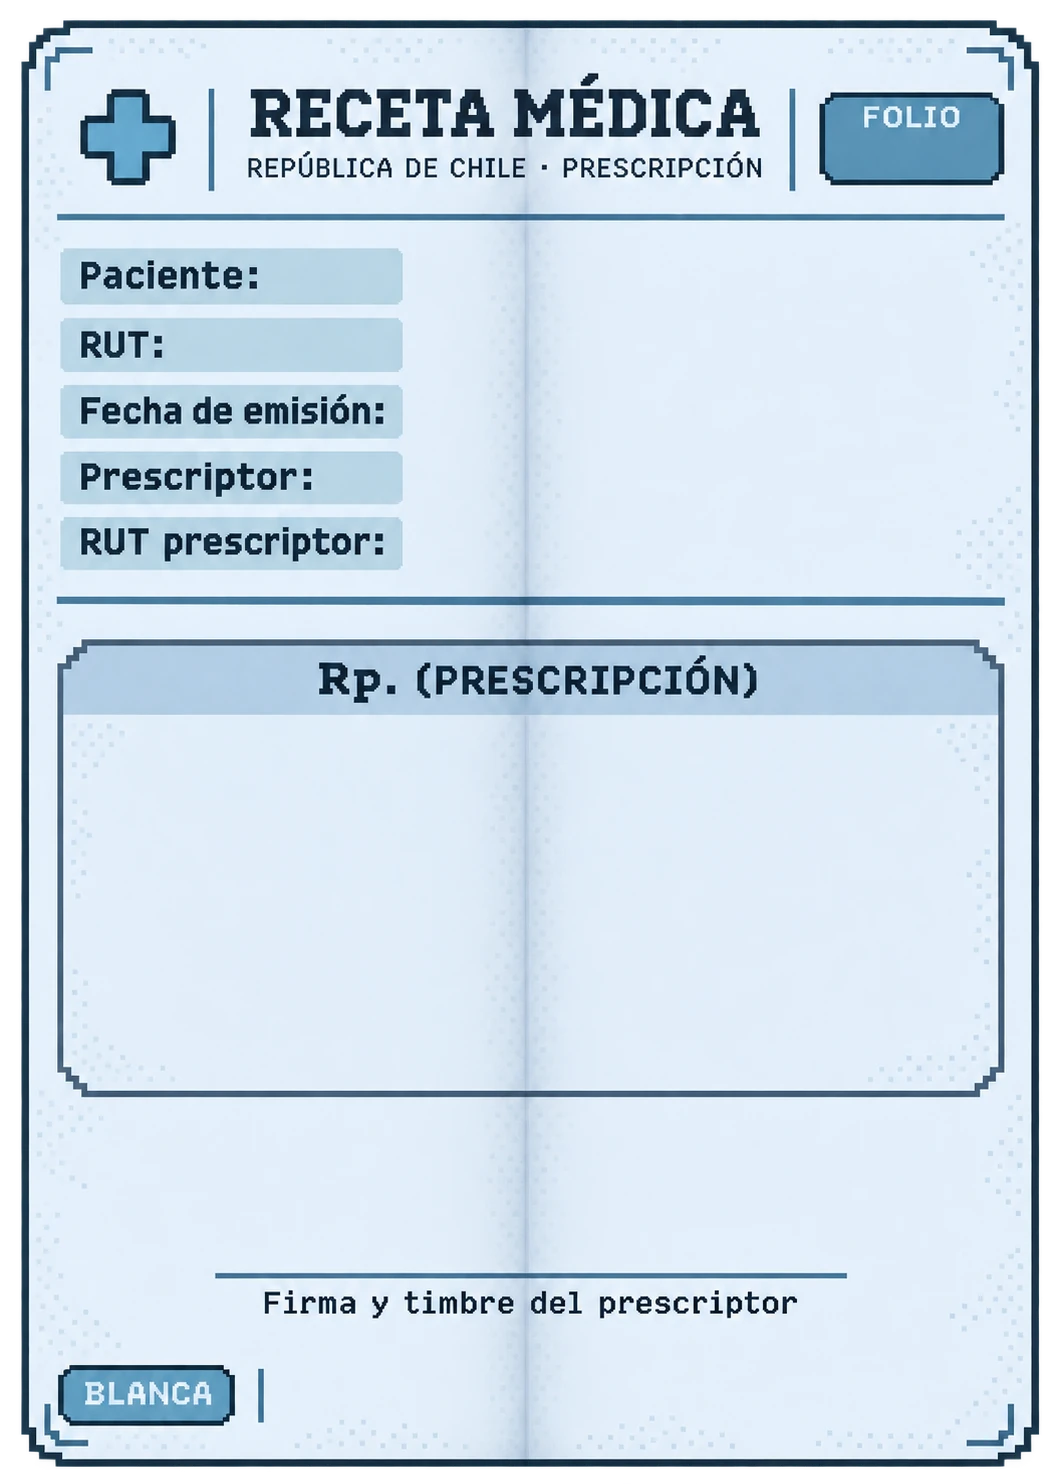 RECETA MÉDICA
REPÚBLICA DE CHILE · PRESCRIPCIÓN
FOLIO
Paciente:
RUT:
Fecha de emisión:
Prescriptor:
RUT prescriptor:
Rp. (PRESCRIPCIÓN)
Firma y timbre del prescriptor
BLANCA